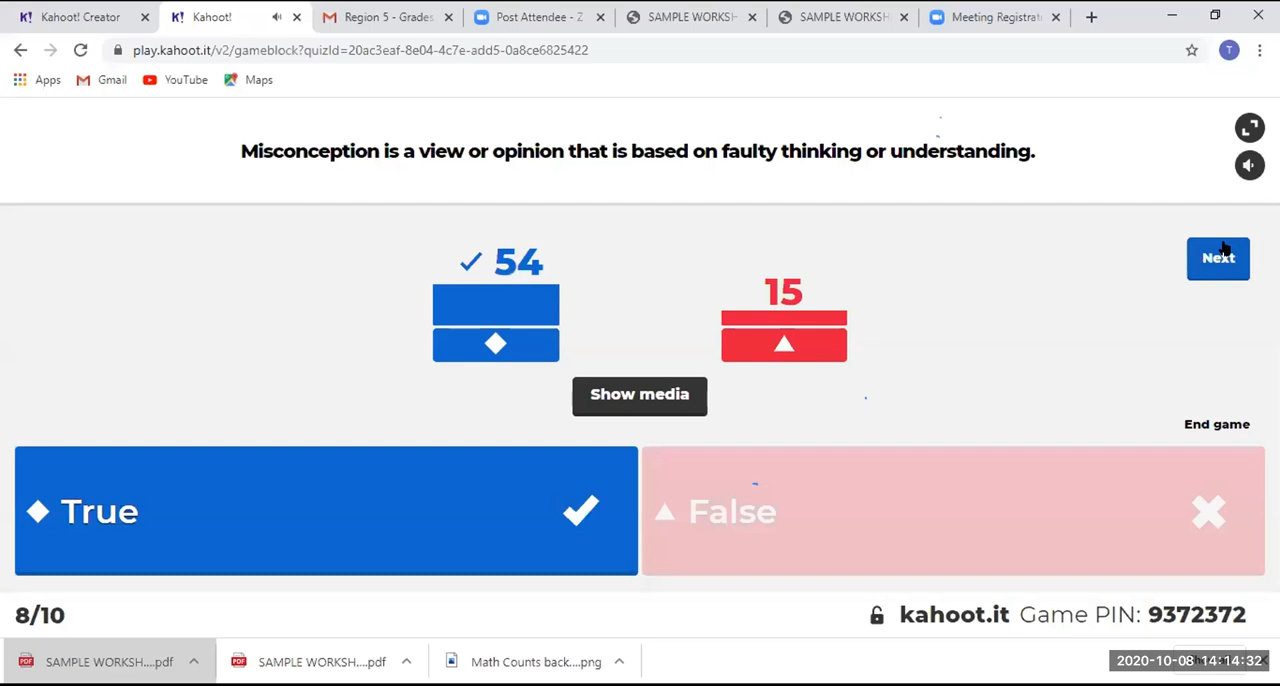 Kahoot! Creator
Kahoot!
Region 5 - Grades
Post Attendee - Z
SAMPLE WORKSH
SAMPLE WORKSH
Meeting Registrat
play.kahoot.it/v2/gameblock?quizId=20ac3eaf-8e04-4c7e-add5-0a8ce6825422
T
Apps
Gmail
YouTube
Maps
Misconception is a view or opinion that is based on faulty thinking or understanding.
54
15
Next
Show media
End game
True
False
8/10
kahoot.it Game PIN: 9372372
SAMPLE WORKSH....pdf
SAMPLE WORKSH....pdf
Math Counts back....png
2020-10-08 14:14:32